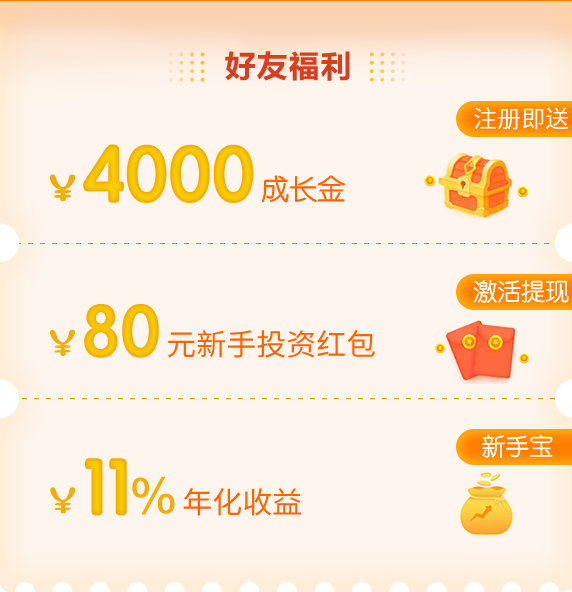 好友福利
注册即送
¥4000成长金
激活提现
¥80元新手投资红包
新手宝
¥11%年化收益